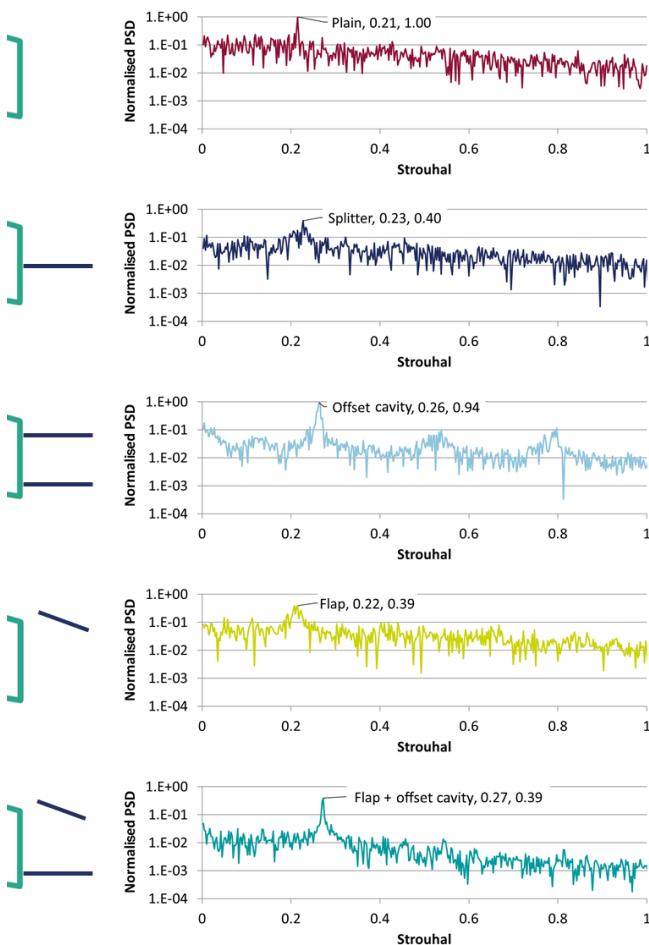 Normalised PSD
1.E+00
1.E-01
1.E-02
1.E-03
1.E-04
Plain, 0.21, 1.00
0 0.2 0.4 0.6 0.8 1
Strouhal
Normalised PSD
1.E+00
1.E-01
1.E-02
1.E-03
1.E-04
Splitter, 0.23, 0.40
0 0.2 0.4 0.6 0.8 1
Strouhal
Normalised PSD
1.E+00
1.E-01
1.E-02
1.E-03
1.E-04
Offset cavity, 0.26, 0.94
0 0.2 0.4 0.6 0.8 1
Strouhal
Normalised PSD
1.E+00
1.E-01
1.E-02
1.E-03
1.E-04
Flap, 0.22, 0.39
0 0.2 0.4 0.6 0.8 1
Strouhal
Normalised PSD
1.E+00
1.E-01
1.E-02
1.E-03
1.E-04
Flap + offset cavity, 0.27, 0.39
0 0.2 0.4 0.6 0.8 1
Strouhal